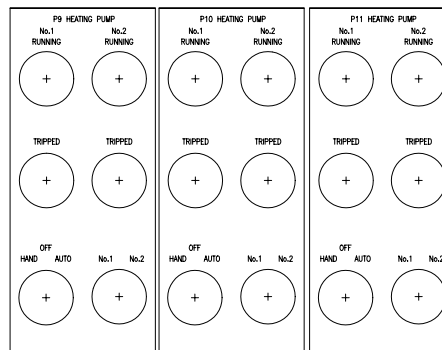 P9 HEATING PUMP
No.1 No.2
RUNNING RUNNING
TRIPPED TRIPPED
OFF
HAND AUTO No.1 No.2
P10 HEATING PUMP
No.1 No.2
RUNNING RUNNING
TRIPPED TRIPPED
OFF
HAND AUTO No.1 No.2
P11 HEATING PUMP
No.1 No.2
RUNNING RUNNING
TRIPPED TRIPPED
OFF
HAND AUTO No.1 No.2